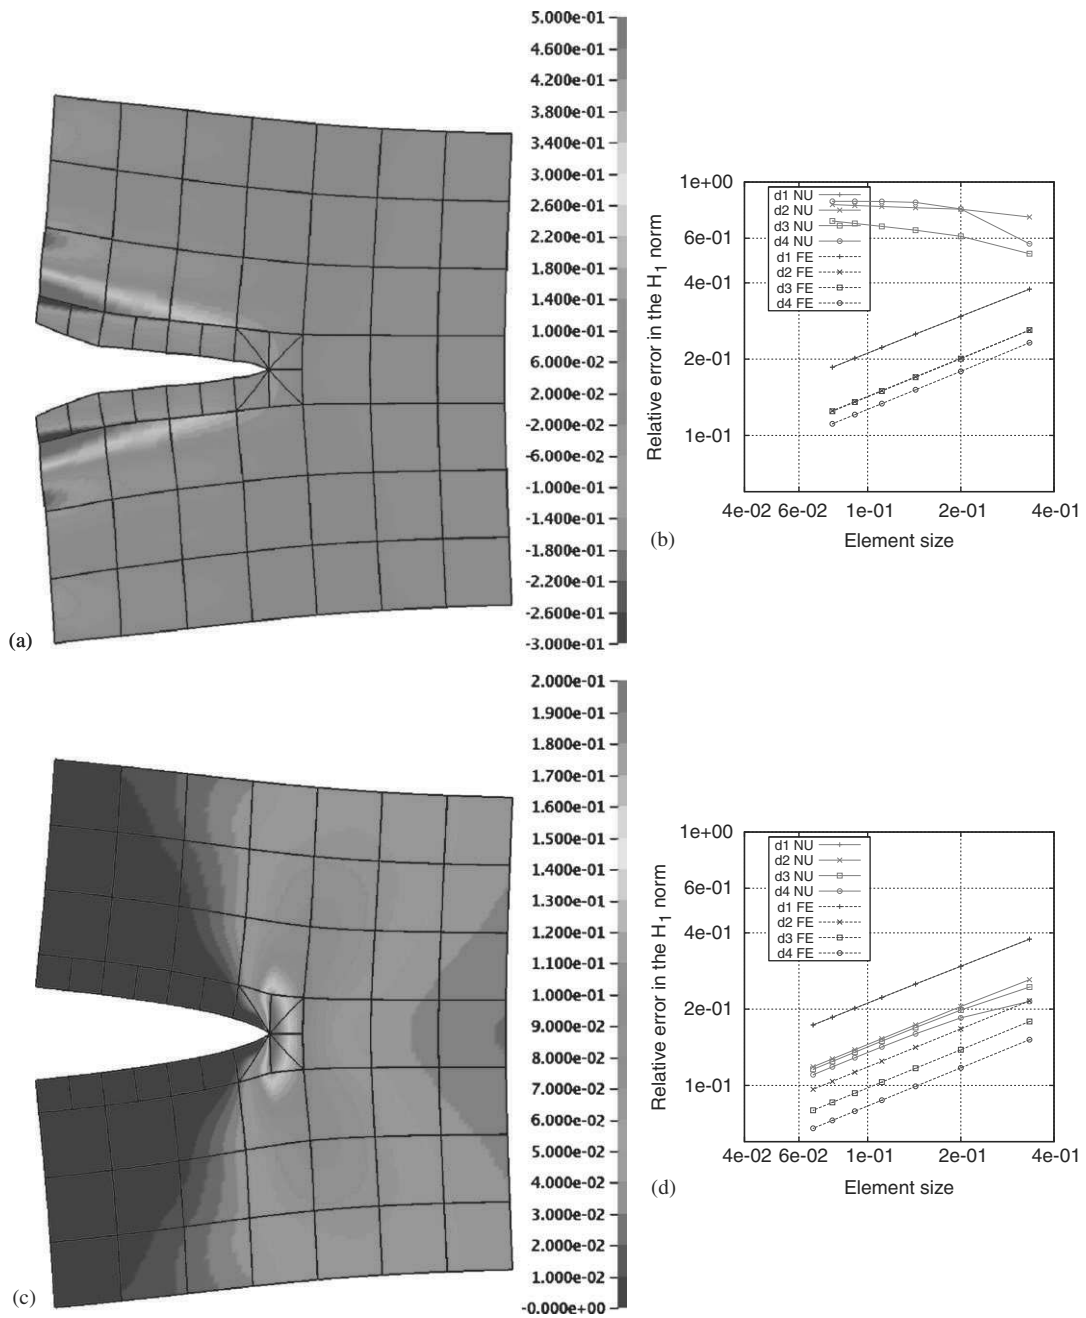 5.000e-01
4.600e-01
4.200e-01
3.800e-01
3.400e-01
3.000e-01
2.600e-01
2.200e-01
1.800e-01
1.400e-01
1.000e-01
6.000e-02
2.000e-02
-2.000e-02
-6.000e-02
-1.000e-01
-1.400e-01
-1.800e-01
-2.200e-01
-2.600e-01
-3.000e-01
(a)
1e+00
6e-01
4e-01
2e-01
1e-01
Relative error in the H1 norm
d1 NU
d2 NU
d3 NU
d4 NU
d1 FE
d2 FE
d3 FE
d4 FE
4e-02 6e-02 1e-01 2e-01 4e-01
Element size
(b)
2.000e-01
1.900e-01
1.800e-01
1.700e-01
1.600e-01
1.500e-01
1.400e-01
1.300e-01
1.200e-01
1.100e-01
1.000e-01
9.000e-02
8.000e-02
7.000e-02
6.000e-02
5.000e-02
4.000e-02
3.000e-02
2.000e-02
1.000e-02
-0.000e+00
(c)
1e+00
6e-01
4e-01
2e-01
1e-01
Relative error in the H1 norm
d1 NU
d2 NU
d3 NU
d4 NU
d1 FE
d2 FE
d3 FE
d4 FE
4e-02 6e-02 1e-01 2e-01 4e-01
Element size
(d)